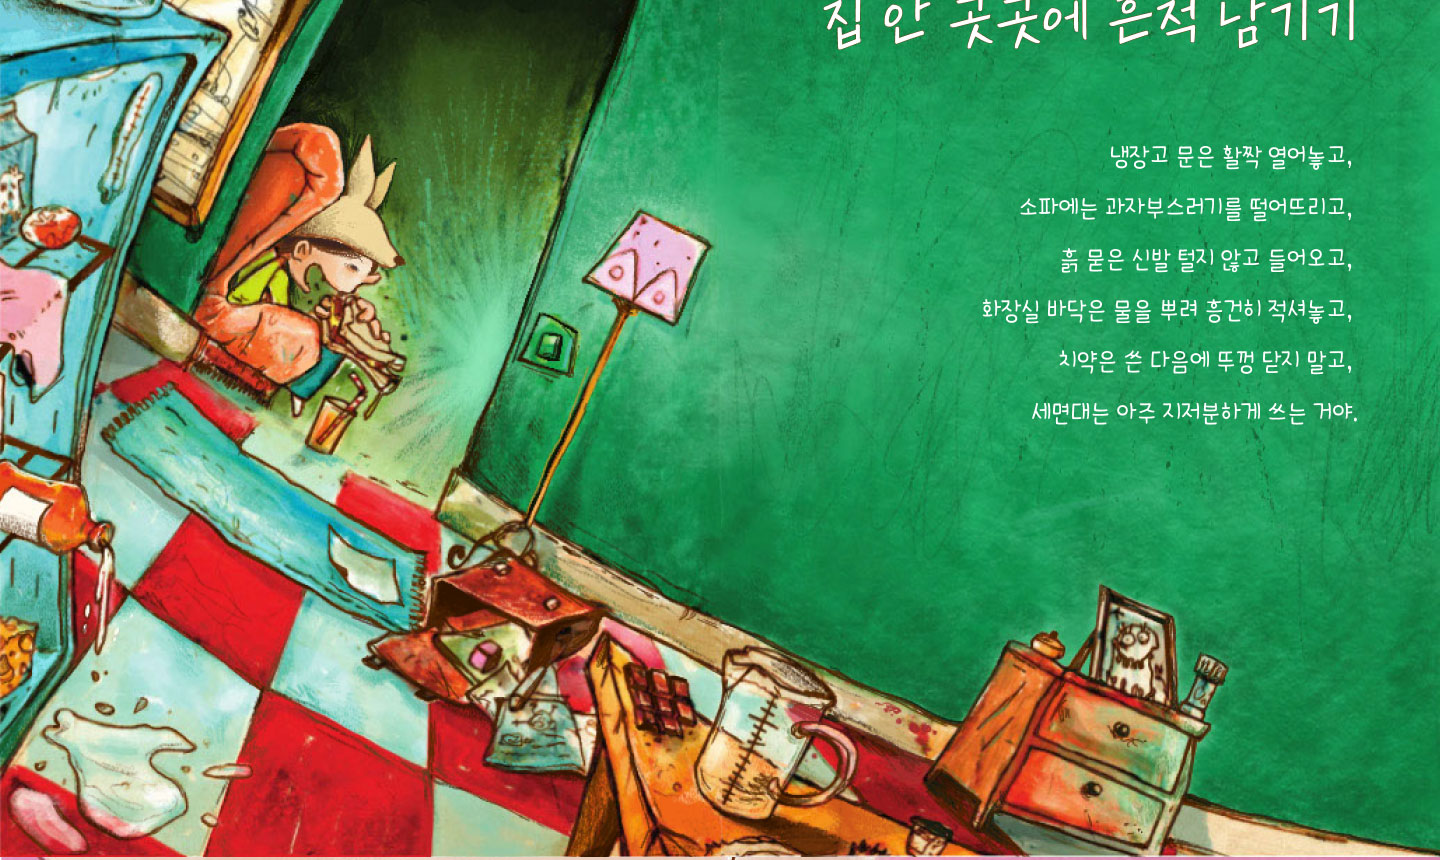 집 안 곳곳에 흔적 남기기
냉장고 문은 활짝 열어놓고,
소파에는 과자부스러기를 떨어뜨리고,
흙 묻은 신발 털지 않고 들어오고,
화장실 바닥은 물을 뿌려 흥건히 적셔놓고,
치약은 쓴 다음에 뚜껑 닫지 말고,
세면대는 아주 지저분하게 쓰는 거야.